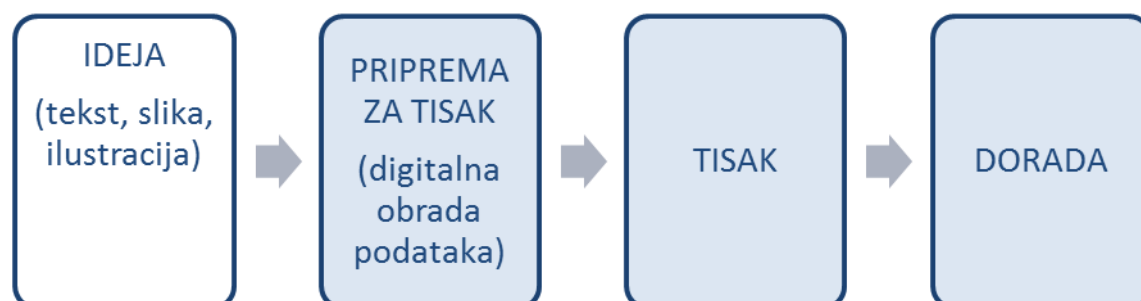 IDEJA
(tekst, slika,
ilustracija)
PRIPREMA
ZA TISAK
(digitalna
obrada
podataka)
TISAK
DORADA